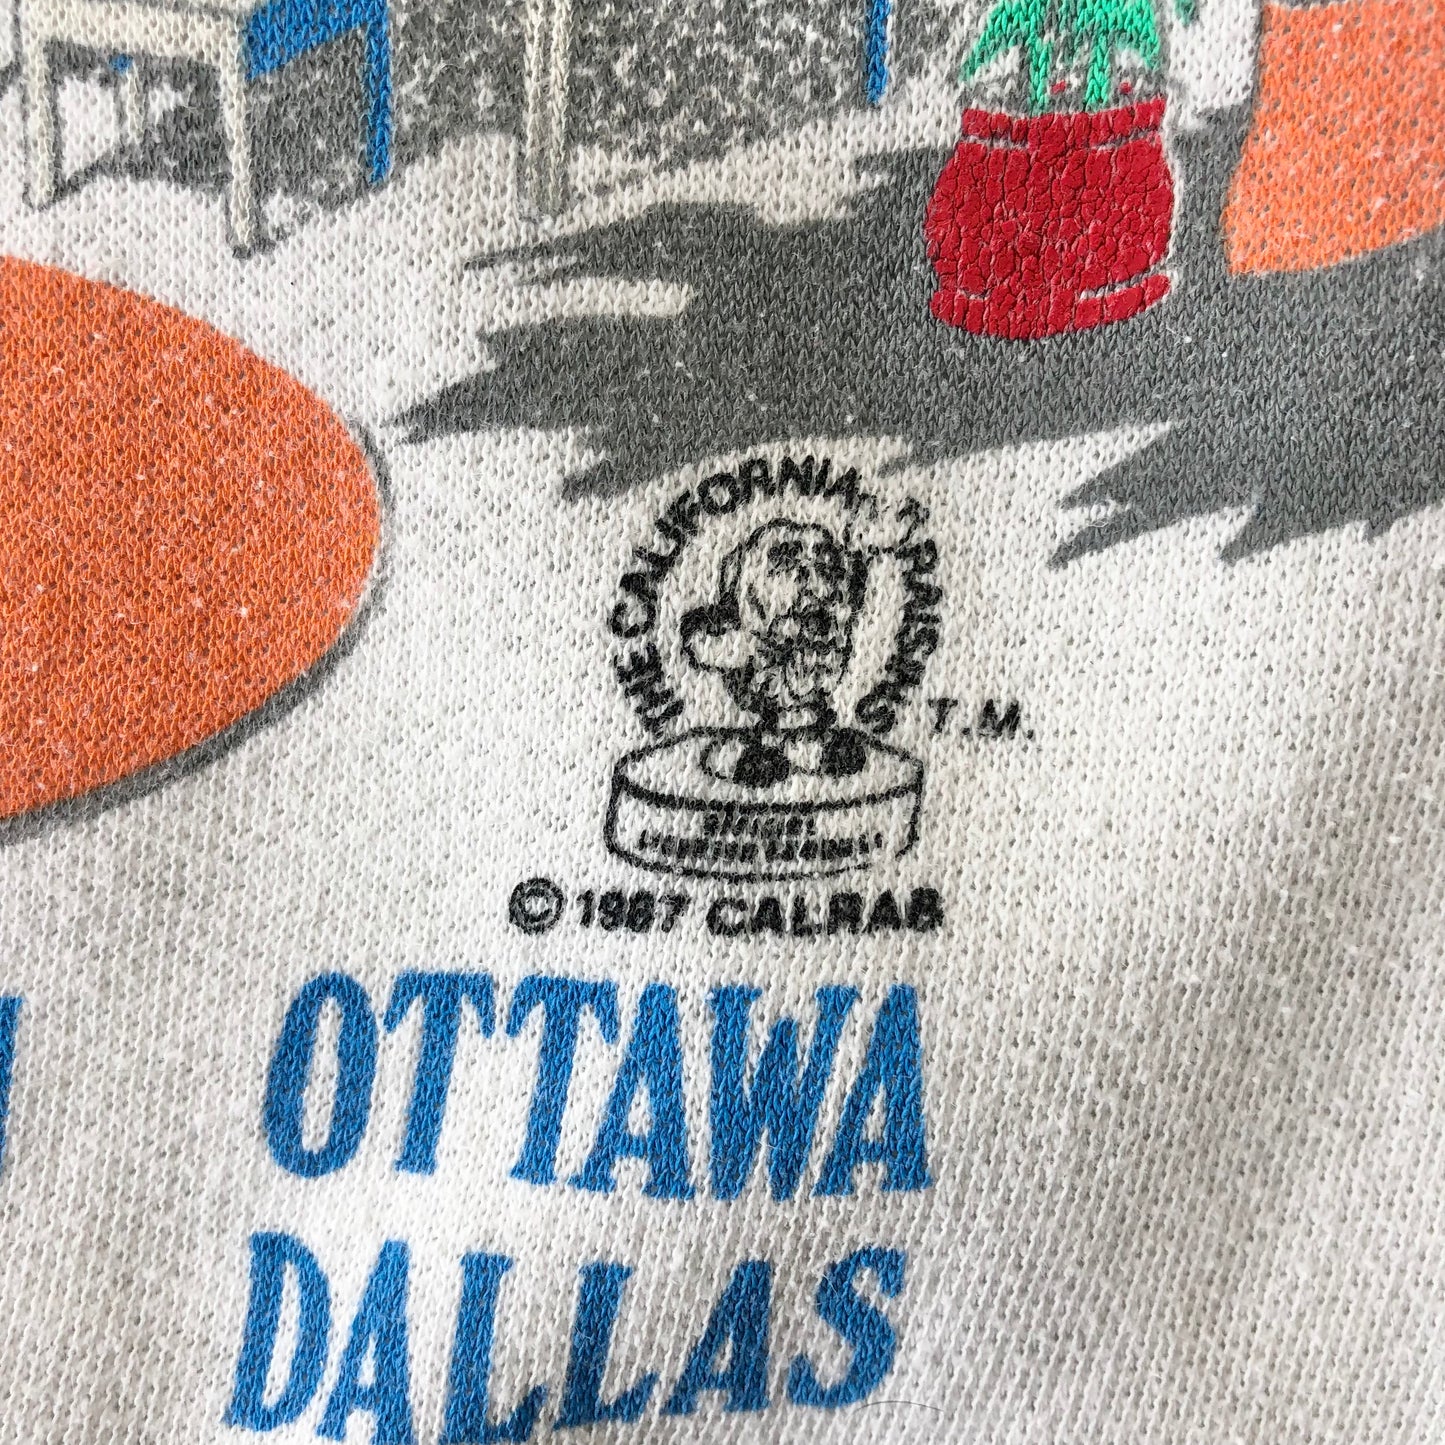 THE CALIFORNIA RAISINS T.M.
© 1987 CALRAB
OTTAWA
DALLAS